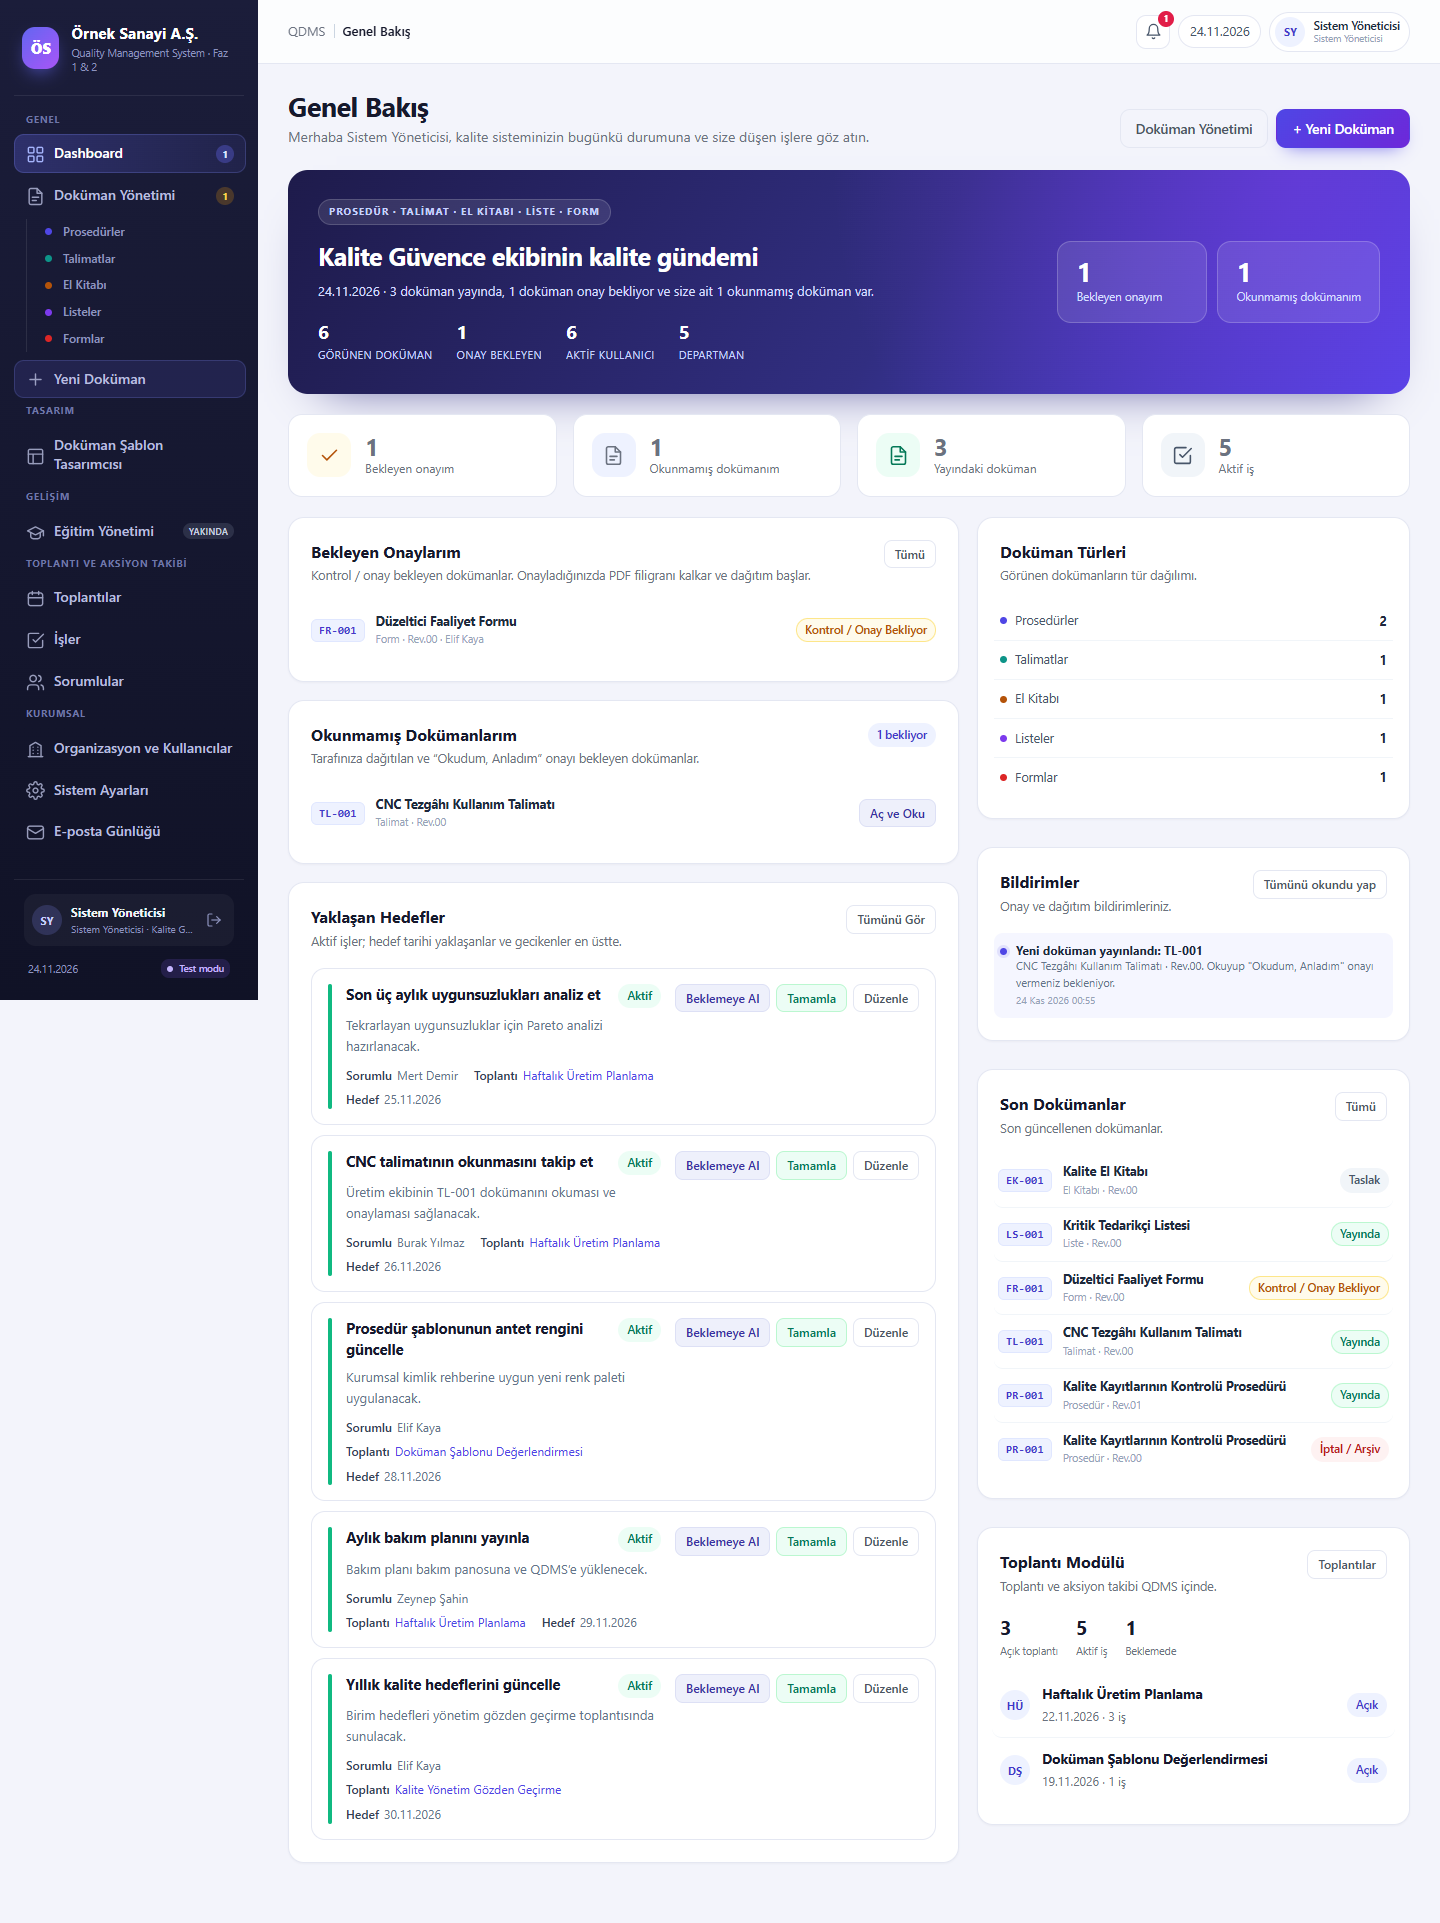 ÖS
Örnek Sanayi A.Ş.
Quality Management System · Faz
1 & 2
GENEL
Dashboard 1
Doküman Yönetimi 1
Prosedürler
Talimatlar
El Kitabı
Listeler
Formlar
Yeni Doküman
TASARIM
Doküman Şablon
Tasarımcısı
GELİŞİM
Eğitim Yönetimi YAKINDA
TOPLANTI VE AKSİYON TAKİBİ
Toplantılar
İşler
Sorumlular
KURUMSAL
Organizasyon ve Kullanıcılar
Sistem Ayarları
E-posta Günlüğü
SY
Sistem Yöneticisi
Sistem Yöneticisi · Kalite G...
24.11.2026 Test modu
QDMS Genel Bakış
1
24.11.2026
SY
Sistem Yöneticisi
Sistem Yöneticisi
Genel Bakış
Merhaba Sistem Yöneticisi, kalite sisteminizin bugünkü durumuna ve size düşen işlere göz atın.
Doküman Yönetimi
+ Yeni Doküman
PROSEDÜR · TALİMAT · EL KİTABI · LİSTE · FORM
Kalite Güvence ekibinin kalite gündemi
24.11.2026 · 3 doküman yayında, 1 doküman onay bekliyor ve size ait 1 okunmamış doküman var.
6 1 6 5
GÖRÜNEN DOKÜMAN ONAY BEKLEYEN AKTİF KULLANICI DEPARTMAN
1
Bekleyen onayım
1
Okunmamış dokümanım
1
Bekleyen onayım
1
Okunmamış dokümanım
3
Yayındaki doküman
5
Aktif iş
Bekleyen Onaylarım
Tümü
Kontrol / onay bekleyen dokümanlar. Onayladığınızda PDF filigranı kalkar ve dağıtım başlar.
FR-001
Düzeltici Faaliyet Formu
Form · Rev.00 · Elif Kaya
Kontrol / Onay Bekliyor
Okunmamış Dokümanlarım
1 bekliyor
Tarafınıza dağıtılan ve “Okudum, Anladım” onayı bekleyen dokümanlar.
TL-001
CNC Tezgâhı Kullanım Talimatı
Talimat · Rev.00
Aç ve Oku
Yaklaşan Hedefler
Tümünü Gör
Aktif işler; hedef tarihi yaklaşanlar ve gecikenler en üstte.
Son üç aylık uygunsuzlukları analiz et Aktif Beklemeye Al Tamamla Düzenle
Tekrarlayan uygunsuzluklar için Pareto analizi
hazırlanacak.
Sorumlu Mert Demir Toplantı Haftalık Üretim Planlama
Hedef 25.11.2026
CNC talimatının okunmasını takip et Aktif Beklemeye Al Tamamla Düzenle
Üretim ekibinin TL-001 dokümanını okuması ve
onaylaması sağlanacak.
Sorumlu Burak Yılmaz Toplantı Haftalık Üretim Planlama
Hedef 26.11.2026
Prosedür şablonunun antet rengini
güncelle
Aktif Beklemeye Al Tamamla Düzenle
Kurumsal kimlik rehberine uygun yeni renk paleti
uygulanacak.
Sorumlu Elif Kaya
Toplantı Doküman Şablonu Değerlendirmesi
Hedef 28.11.2026
Aylık bakım planını yayınla Aktif Beklemeye Al Tamamla Düzenle
Bakım planı bakım panosuna ve QDMS'e yüklenecek.
Sorumlu Zeynep Şahin
Toplantı Haftalık Üretim Planlama Hedef 29.11.2026
Yıllık kalite hedeflerini güncelle Aktif Beklemeye Al Tamamla Düzenle
Birim hedefleri yönetim gözden geçirme toplantısında
sunulacak.
Sorumlu Elif Kaya
Toplantı Kalite Yönetim Gözden Geçirme
Hedef 30.11.2026
Doküman Türleri
Görünen dokümanların tür dağılımı.
Prosedürler 2
Talimatlar 1
El Kitabı 1
Listeler 1
Formlar 1
Bildirimler
Tümünü okundu yap
Onay ve dağıtım bildirimleriniz.
Yeni doküman yayınlandı: TL-001
CNC Tezgâhı Kullanım Talimatı · Rev.00. Okuyup “Okudum, Anladım” onayı
vermeniz bekleniyor.
24 Kas 2026 00:55
Son Dokümanlar
Tümü
Son güncellenen dokümanlar.
EK-001
Kalite El Kitabı
El Kitabı · Rev.00
Taslak
LS-001
Kritik Tedarikçi Listesi
Liste · Rev.00
Yayında
FR-001
Düzeltici Faaliyet Formu
Form · Rev.00
Kontrol / Onay Bekliyor
TL-001
CNC Tezgâhı Kullanım Talimatı
Talimat · Rev.00
Yayında
PR-001
Kalite Kayıtlarının Kontrolü Prosedürü
Prosedür · Rev.01
Yayında
PR-001
Kalite Kayıtlarının Kontrolü Prosedürü
Prosedür · Rev.00
İptal / Arşiv
Toplantı Modülü
Toplantılar
Toplantı ve aksiyon takibi QDMS içinde.
3 5 1
Açık toplantı Aktif iş Beklemede
HÜ
Haftalık Üretim Planlama
22.11.2026 · 3 iş
Açık
DŞ
Doküman Şablonu Değerlendirmesi
19.11.2026 · 1 iş
Açık